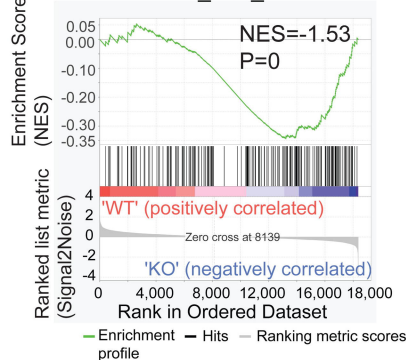 Enrichment Score
(NES)
0.05
0.00
-0.10
-0.20
-0.30
-0.35
NES=-1.53
P=0
Ranked list metric
(Signal2Noise)
4
2
0
-2
-4
'WT' (positively correlated)
Zero cross at 8139
'KO' (negatively correlated)
0 4,000 8,000 12,000 16,000 18,000
Rank in Ordered Dataset
Enrichment profile
Hits
Ranking metric scores